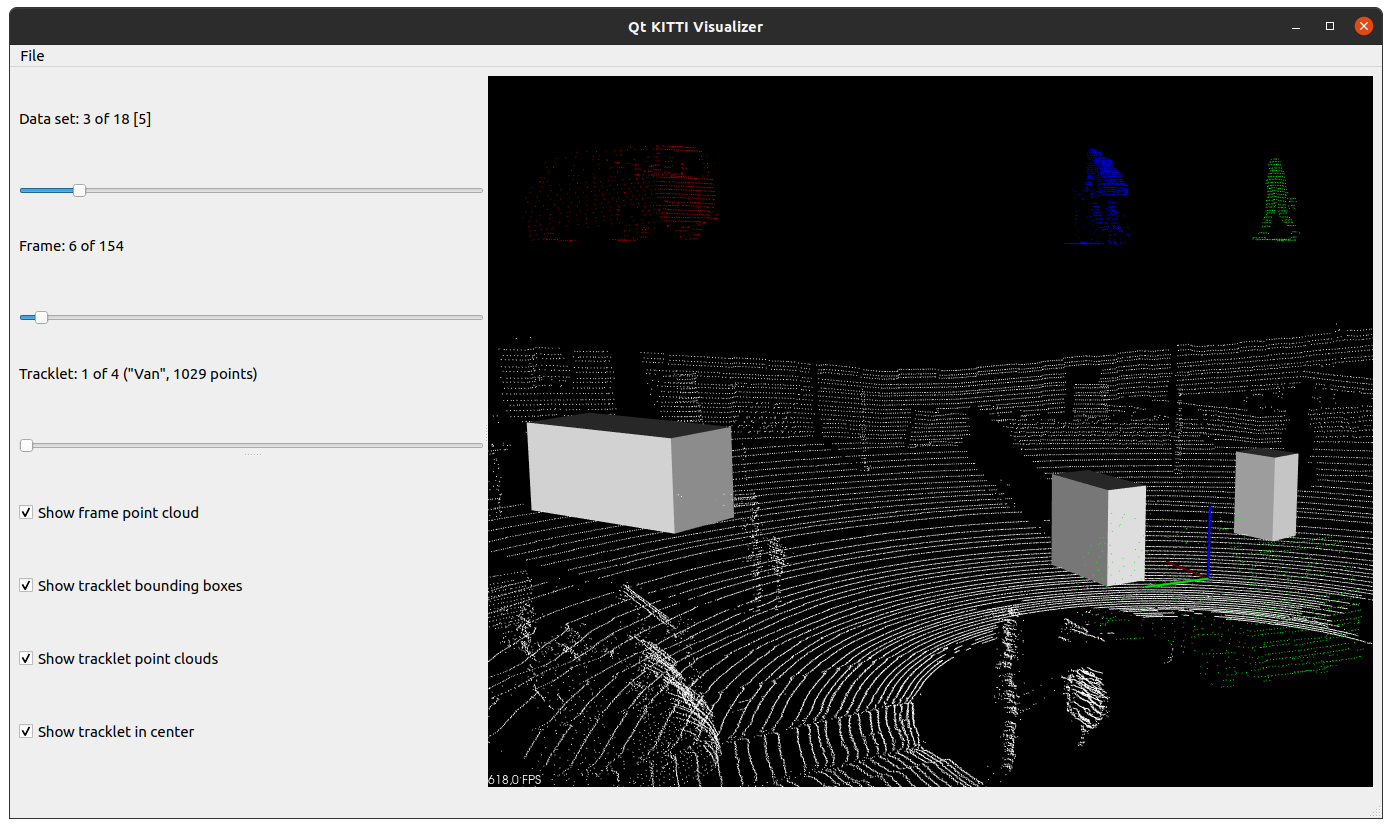 Qt KITTI Visualizer
File
Data set: 3 of 18 [5]
Frame: 6 of 154
Tracklet: 1 of 4 ("Van", 1029 points)
Show frame point cloud
Show tracklet bounding boxes
Show tracklet point clouds
Show tracklet in center
618.0 FPS